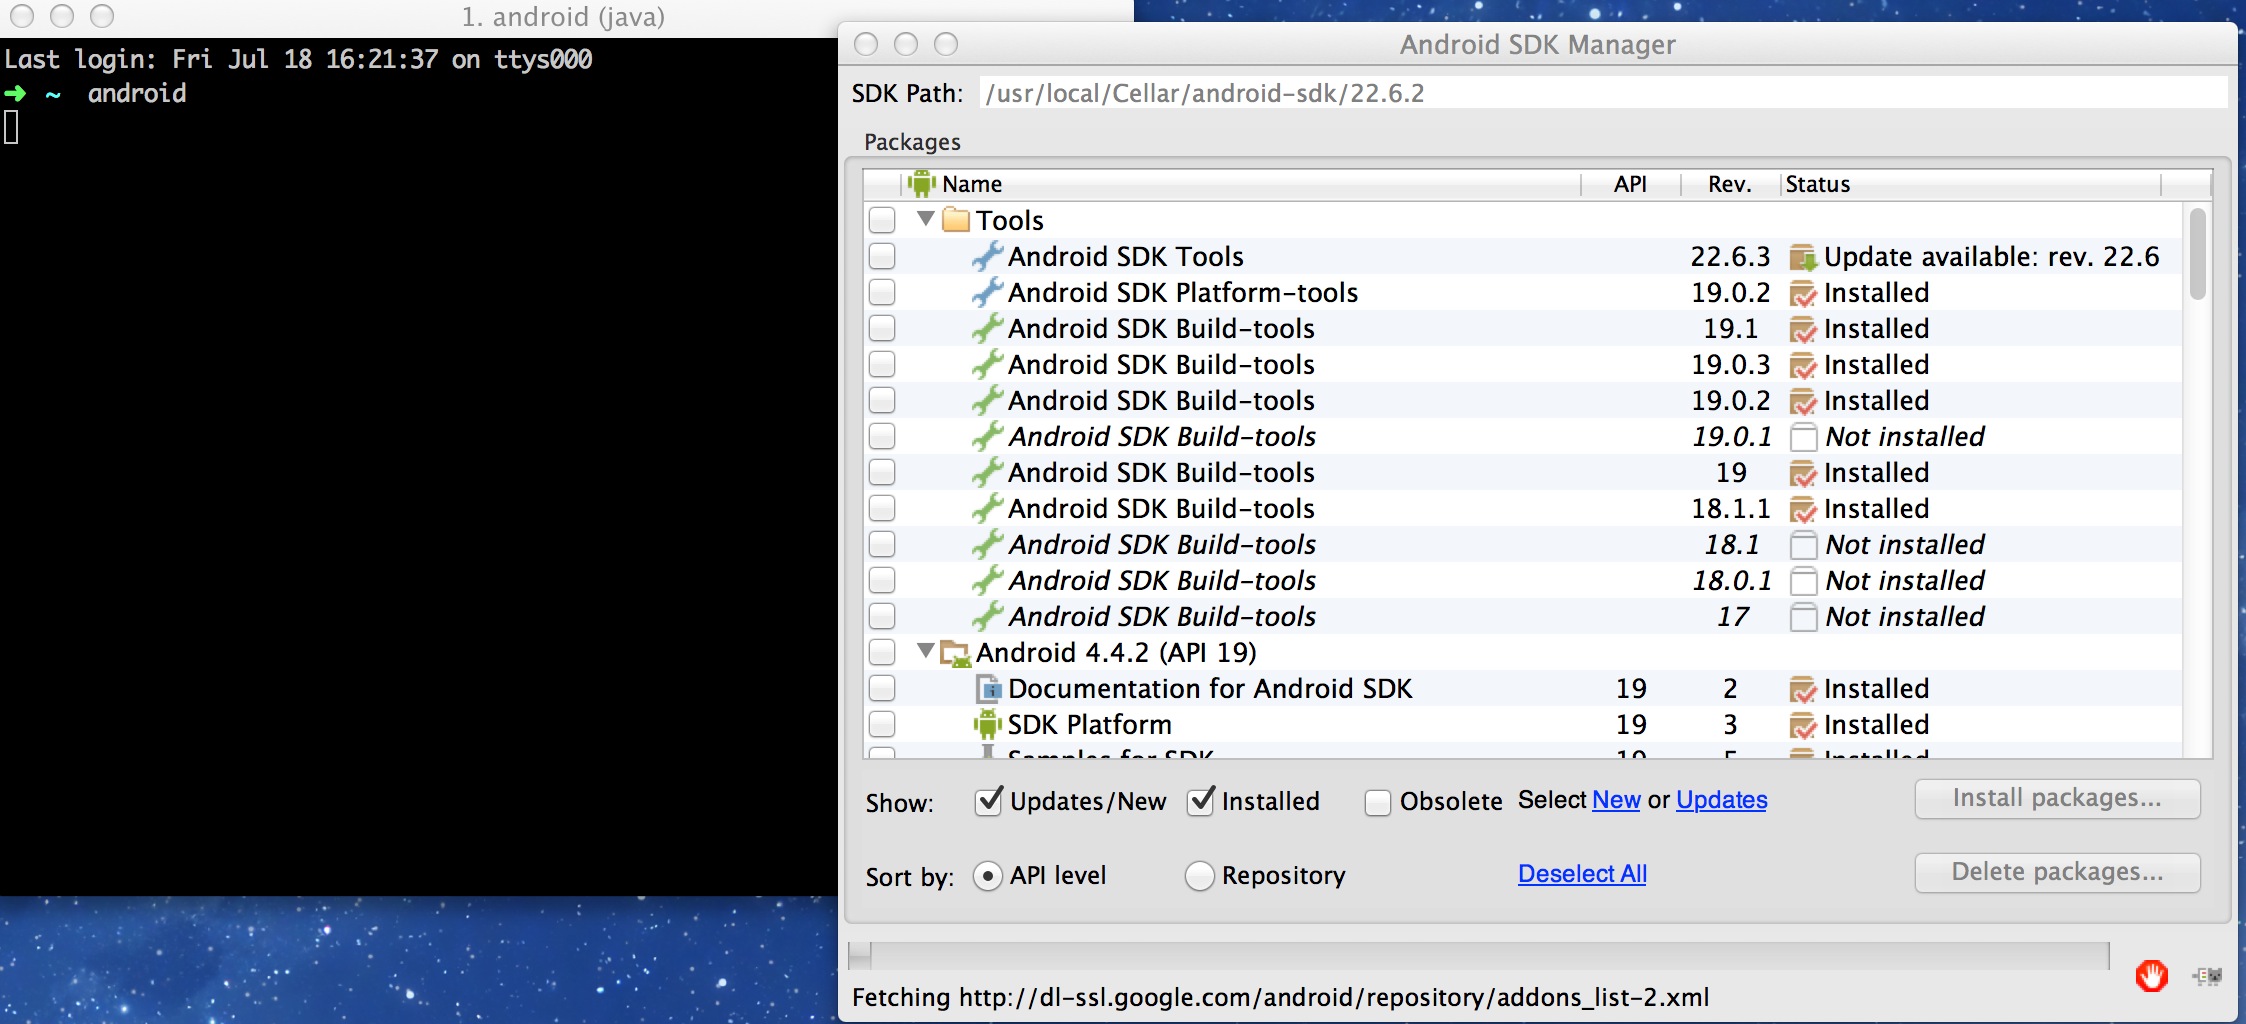 1. android (java)
Last login: Fri Jul 18 16:21:37 on ttys000
➜ ~ android
Android SDK Manager
SDK Path: /usr/local/Cellar/android-sdk/22.6.2
Packages
Name API Rev. Status
Tools
Android SDK Tools 22.6.3 Update available: rev. 22.6
Android SDK Platform-tools 19.0.2 Installed
Android SDK Build-tools 19.1 Installed
Android SDK Build-tools 19.0.3 Installed
Android SDK Build-tools 19.0.2 Installed
Android SDK Build-tools 19.0.1 Not installed
Android SDK Build-tools 19 Installed
Android SDK Build-tools 18.1.1 Installed
Android SDK Build-tools 18.1 Not installed
Android SDK Build-tools 18.0.1 Not installed
Android SDK Build-tools 17 Not installed
Android 4.4.2 (API 19)
Documentation for Android SDK 19 2 Installed
SDK Platform 19 3 Installed
Samples for SDK 19 5 Installed
Show: Updates/New Installed Obsolete Select New or Updates Install packages...
Sort by: API level Repository Deselect All Delete packages...
Fetching http://dl-ssl.google.com/android/repository/addons_list-2.xml